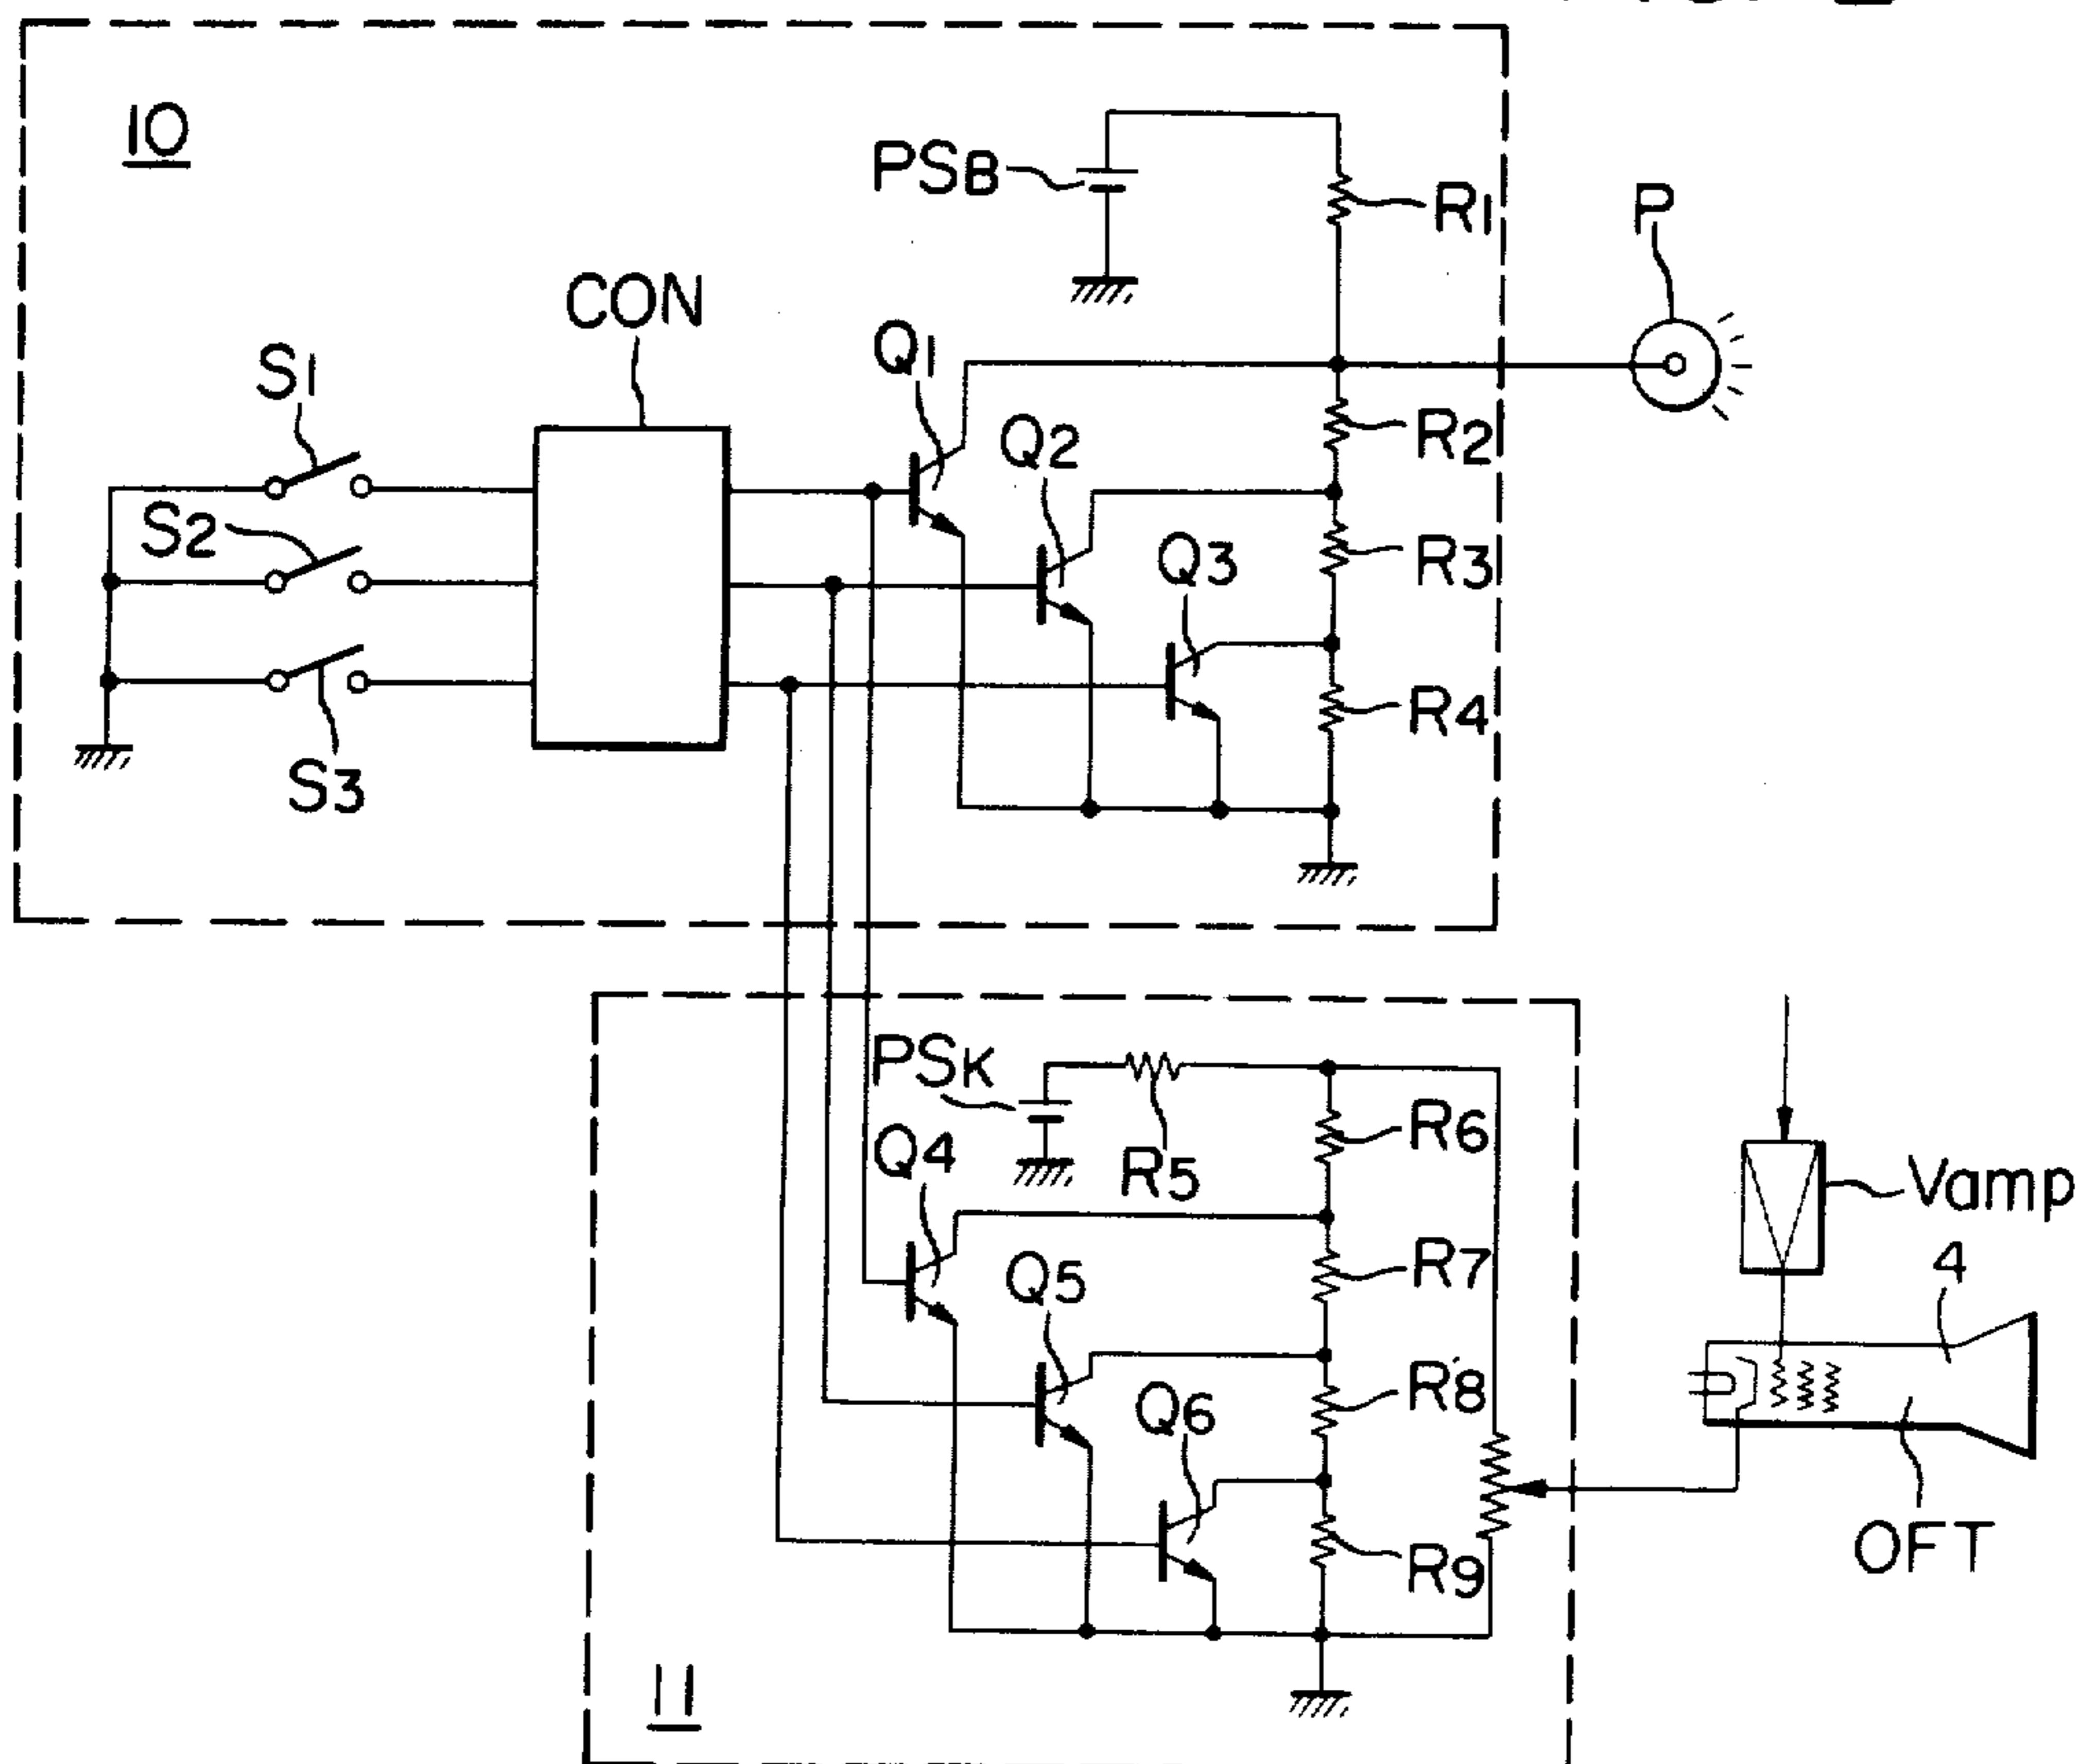 10
PSB
R1
P
CON
Q1
S1
Q2
R2
S2
Q3
R3
R4
S3
PSK
R6
Q4
R5
Vamp
R7
4
Q5
R8
Q6
OFT
R9
11